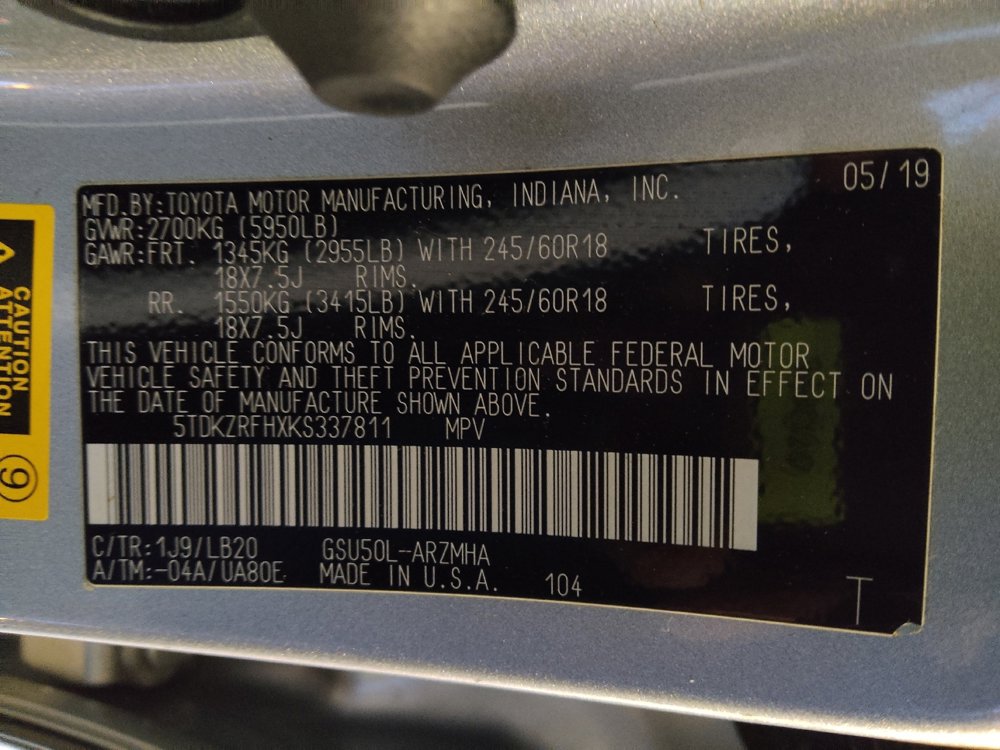 05/19
MFD.BY:TOYOTA MOTOR MANUFACTURING, INDIANA, INC.
GVWR:2700KG (5950LB)
GAWR:FRT. 1345KG (2955LB) WITH 245/60R18 TIRES,
18X7.5J RIMS.
RR. 1550KG (3415LB) WITH 245/60R18 TIRES,
18X7.5J RIMS.
THIS VEHICLE CONFORMS TO ALL APPLICABLE FEDERAL MOTOR
VEHICLE SAFETY AND THEFT PREVENTION STANDARDS IN EFFECT ON
THE DATE OF MANUFACTURE SHOWN ABOVE.
5TDKZRFHXKS337811 MPV
C/TR:1J9/LB20 GSU50L-ARZMHA
A/TM:-04A/UA80E MADE IN U.S.A. 104
T
CAUTION
ATTENTION
9